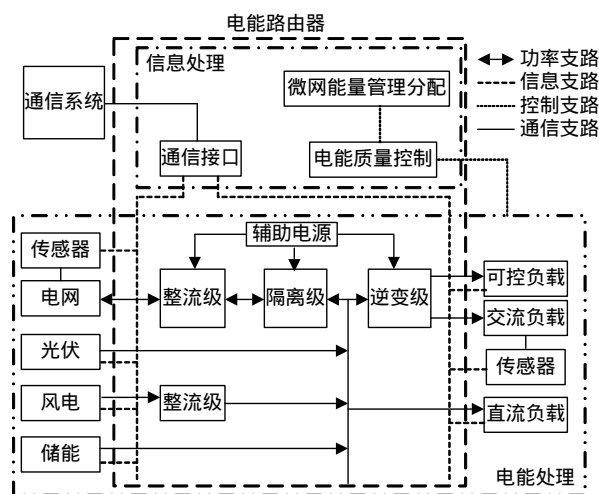 电能路由器
信息处理
功率支路
信息支路
控制支路
通信支路
通信系统
微网能量管理分配
通信接口
电能质量控制
传感器
辅助电源
电网
整流级
隔离级
逆变级
可控负载
交流负载
光伏
传感器
风电
整流级
直流负载
储能
电能处理